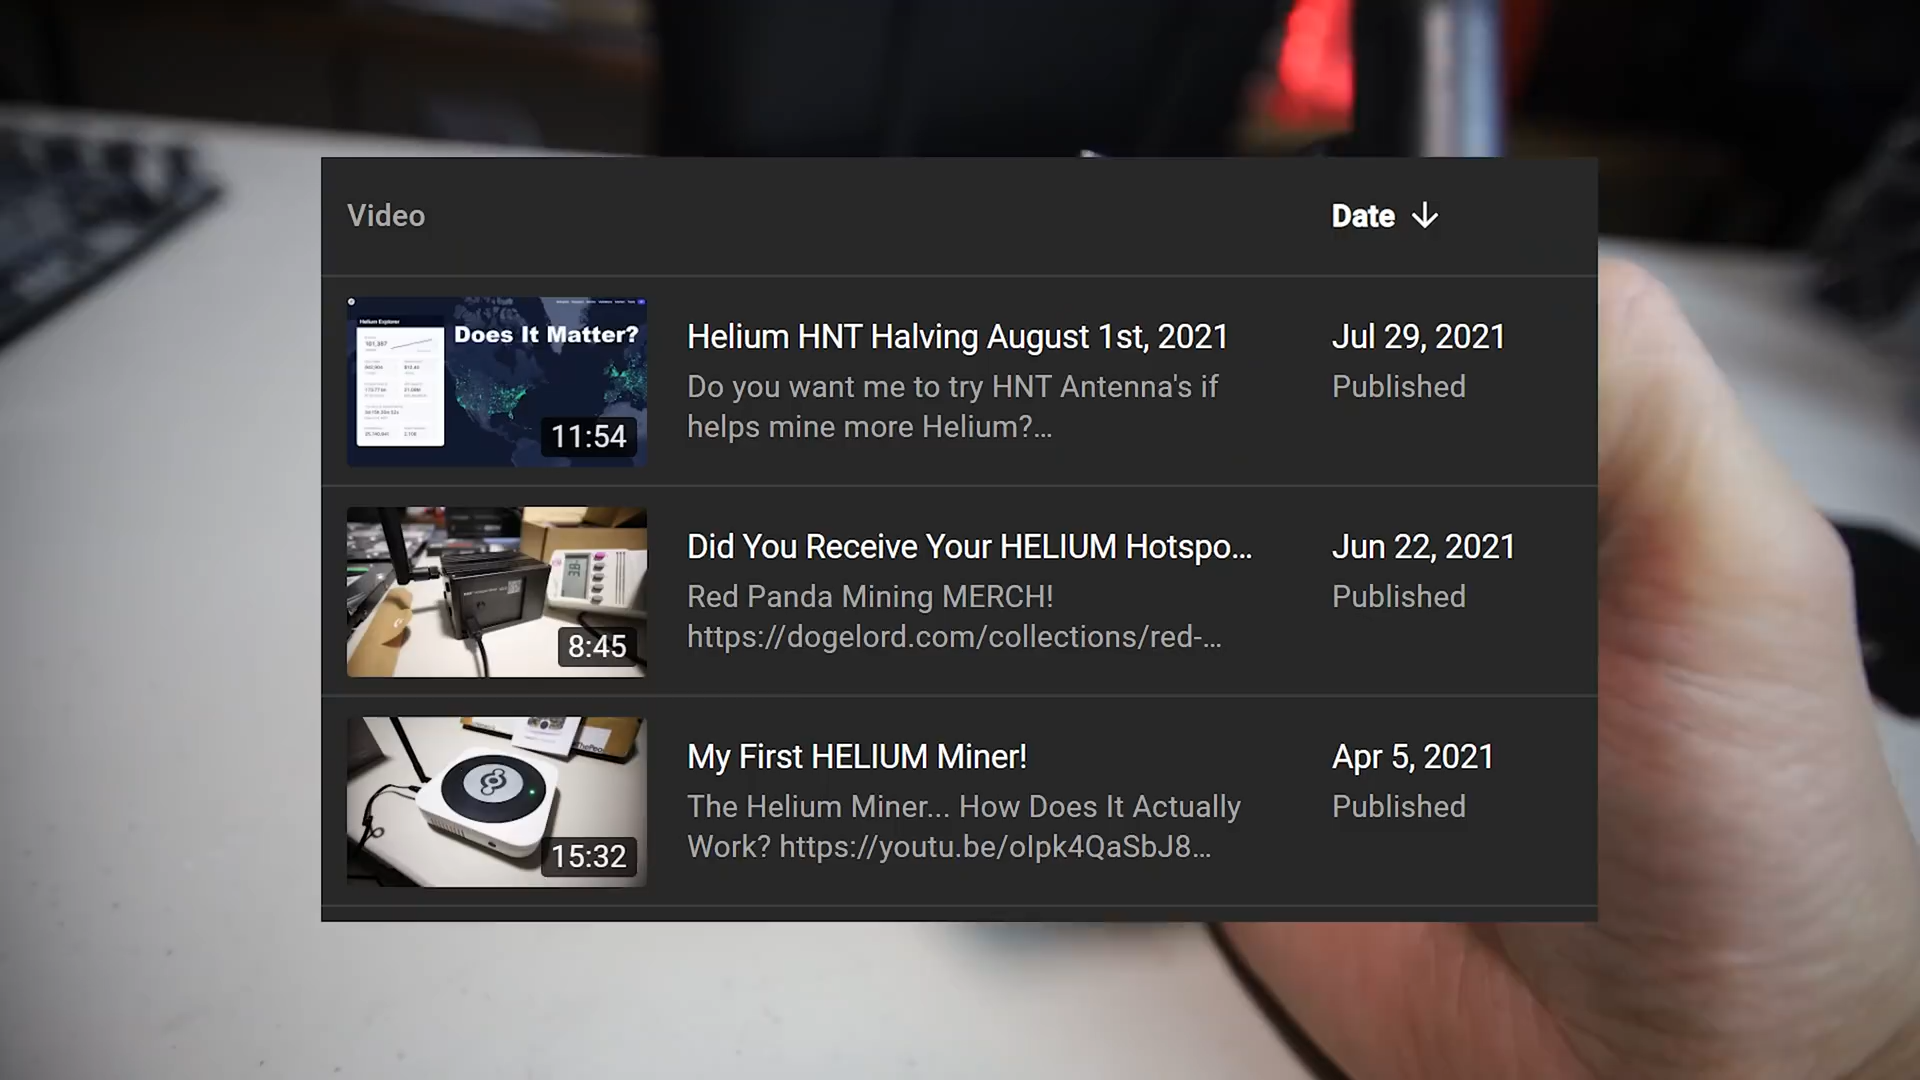 Video
Date
Helium Explorer
Does It Matter?
11:54
Helium HNT Halving August 1st, 2021
Do you want me to try HNT Antenna's if
helps mine more Helium?...
Jul 29, 2021
Published
8:45
Did You Receive Your HELIUM Hotspo...
Red Panda Mining MERCH!
https://dogelord.com/collections/red-...
Jun 22, 2021
Published
15:32
My First HELIUM Miner!
The Helium Miner... How Does It Actually
Work? https://youtu.be/oIpk4QaSbJ8...
Apr 5, 2021
Published